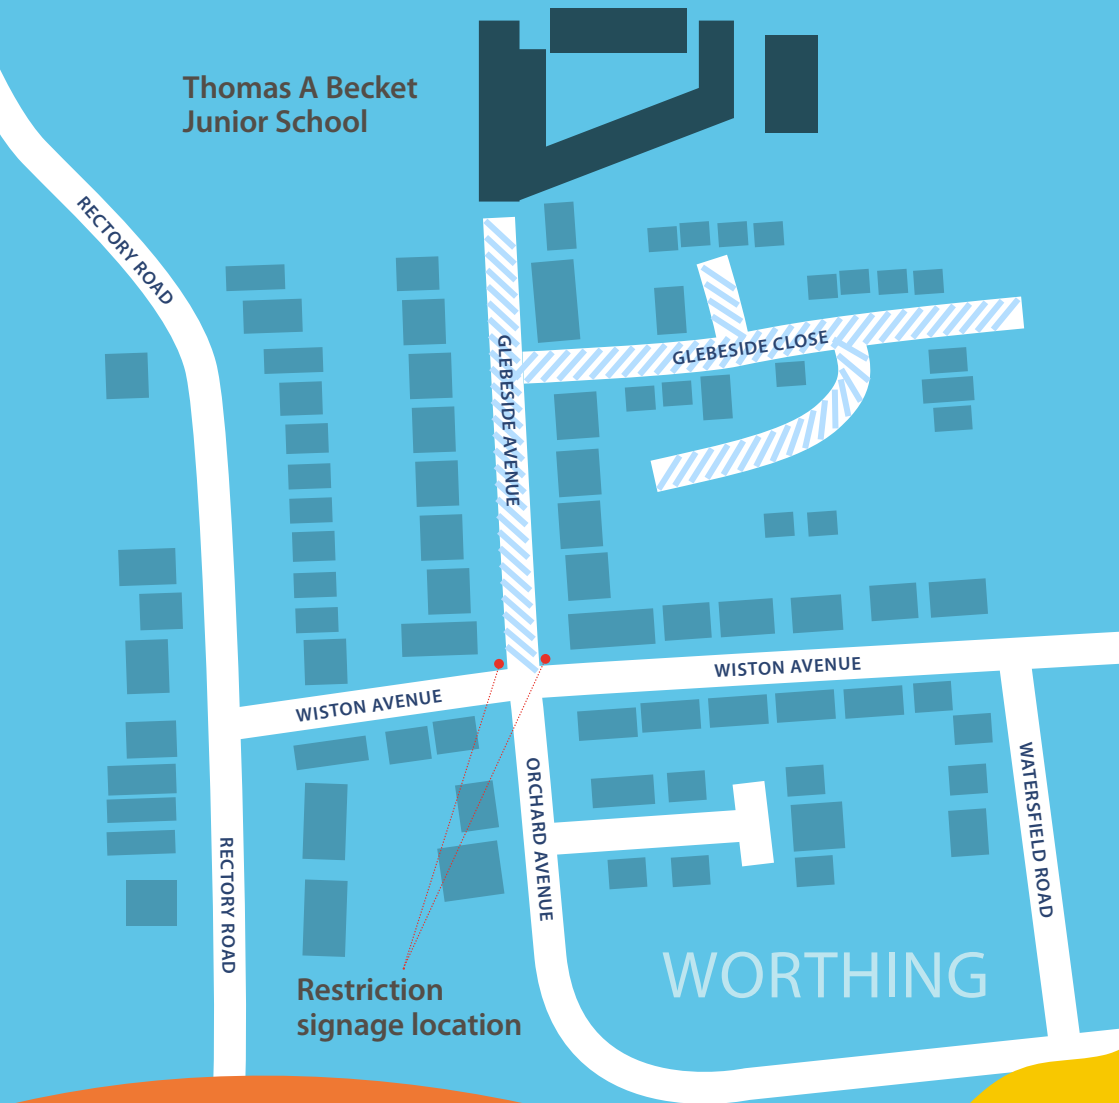 Thomas A Becket
Junior School
RECTORY ROAD
GLEBESIDE AVENUE
GLEBESIDE CLOSE
WISTON AVENUE
WISTON AVENUE
ORCHARD AVENUE
WATERSFIELD ROAD
RECTORY ROAD
WORTHING
Restriction
signage location